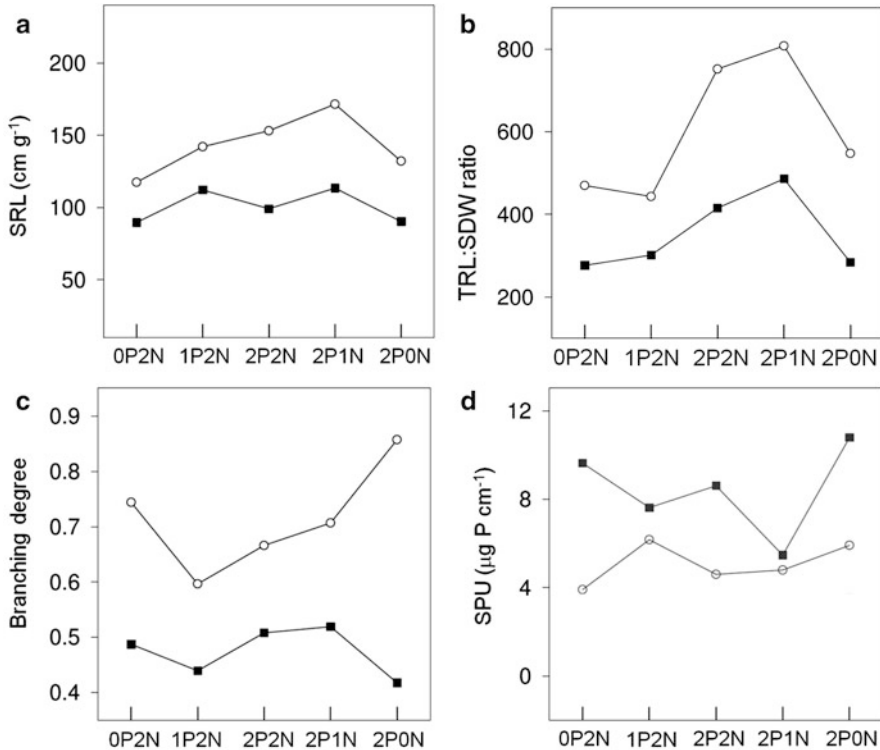 a
SRL (cm g⁻¹)
200
150
100
50
0P2N 1P2N 2P2N 2P1N 2P0N
b
TRL:SDW ratio
800
600
400
200
0P2N 1P2N 2P2N 2P1N 2P0N
c
Branching degree
0.9
0.8
0.7
0.6
0.5
0.4
0P2N 1P2N 2P2N 2P1N 2P0N
d
SPU (µg P cm⁻¹)
12
8
4
0
0P2N 1P2N 2P2N 2P1N 2P0N